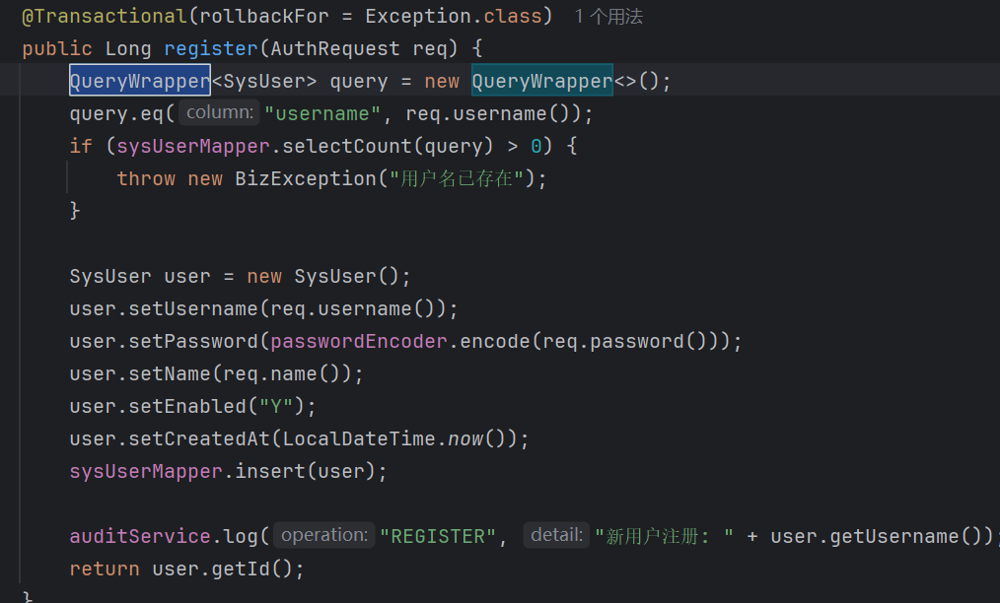 @Transactional(rollbackFor = Exception.class) 1 个用法
public Long register(AuthRequest req) {
QueryWrapper<SysUser> query = new QueryWrapper<>();
query.eq( column: "username", req.username());
if (sysUserMapper.selectCount(query) > 0) {
throw new BizException("用户名已存在");
}
SysUser user = new SysUser();
user.setUsername(req.username());
user.setPassword(passwordEncoder.encode(req.password()));
user.setName(req.name());
user.setEnabled("Y");
user.setCreatedAt(LocalDateTime.now());
sysUserMapper.insert(user);
auditService.log( operation: "REGISTER", detail: "新用户注册: " + user.getUsername());
return user.getId();
}